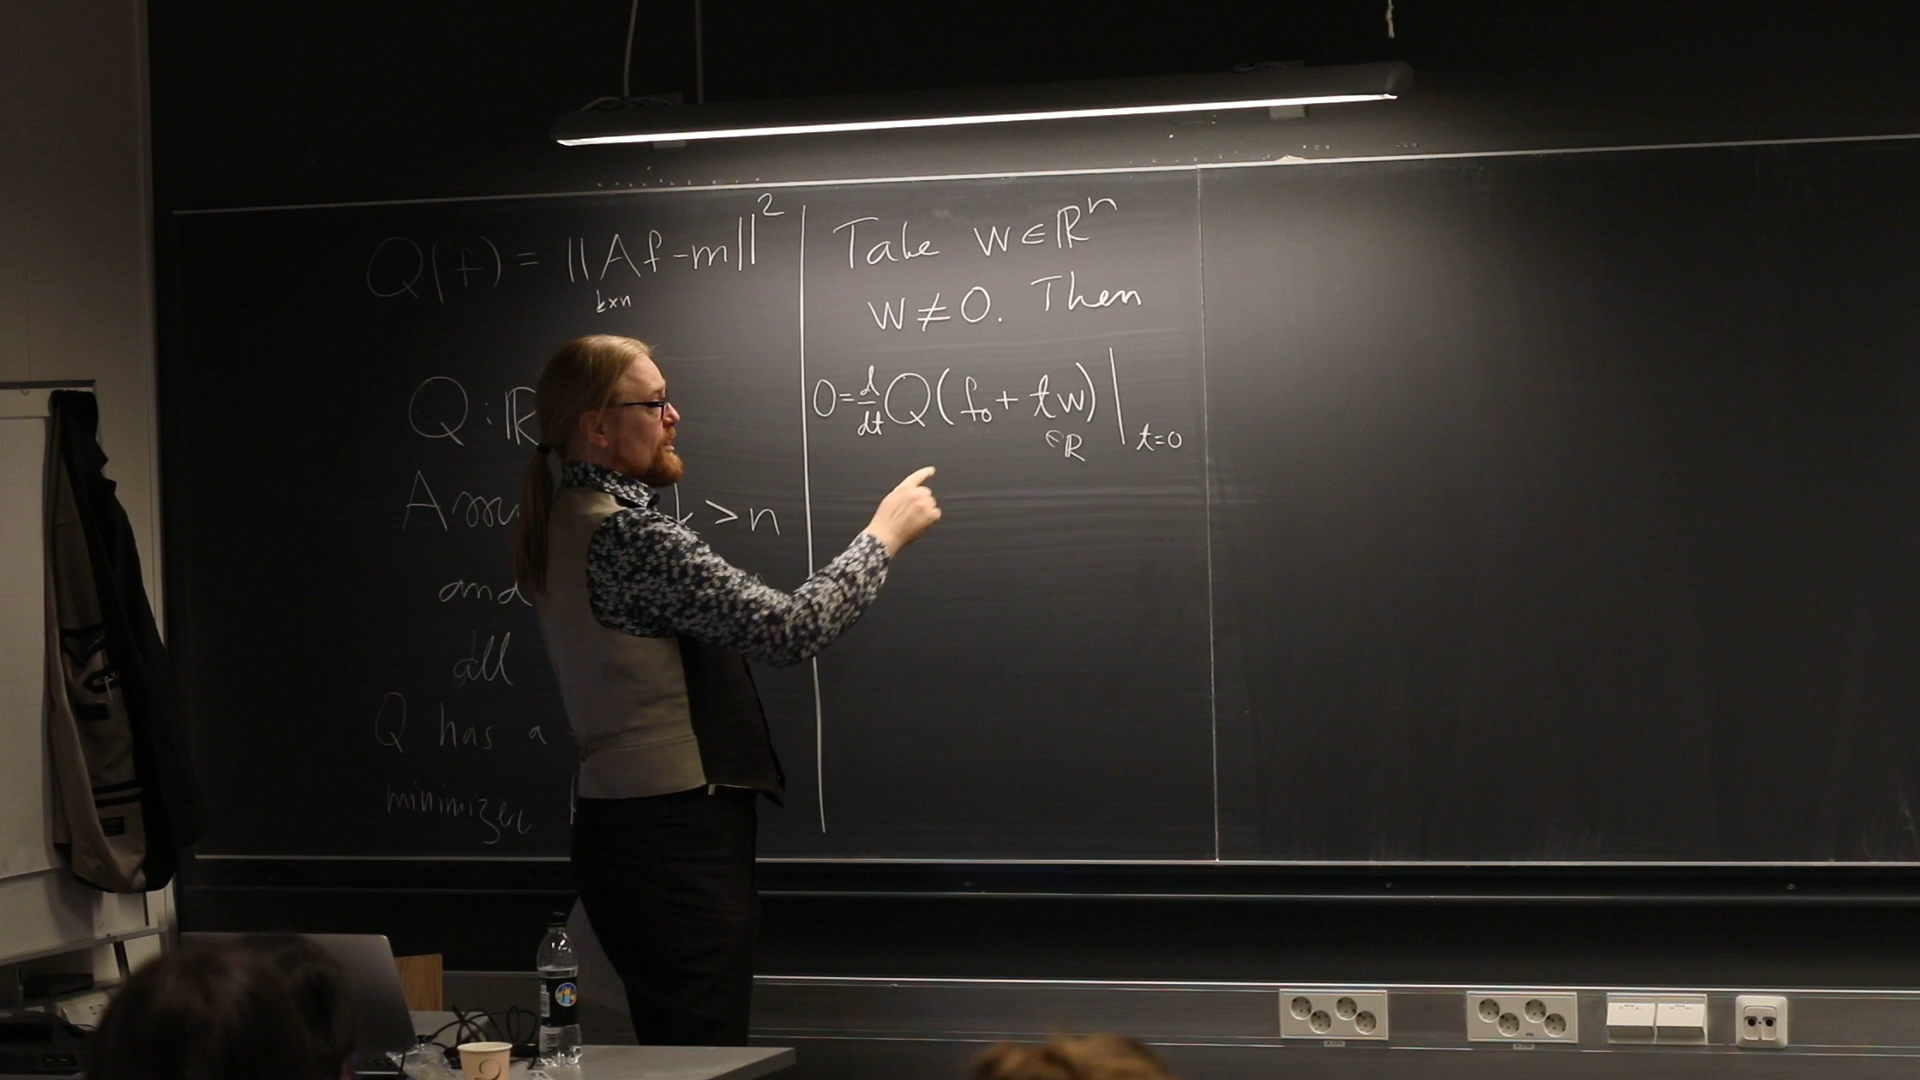 Q(f) = ||Af-m||²
k×n
Q : ℝ
> n
and
all
Q has a
minimizer
Take w ∈ ℝⁿ
w ≠ 0. Then
0 = d/dt Q(f₀ + tw)|ₜ₌₀
∈ℝ